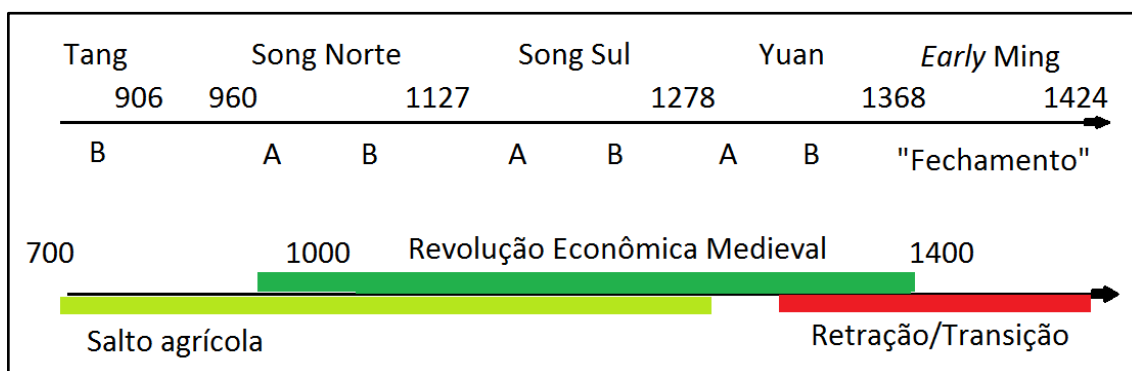 Tang Song Norte Song Sul Yuan Early Ming
906 960 1127 1278 1368 1424
B A B A B A B "Fechamento"
700 1000 Revolução Econômica Medieval 1400
Salto agrícola Retração/Transição